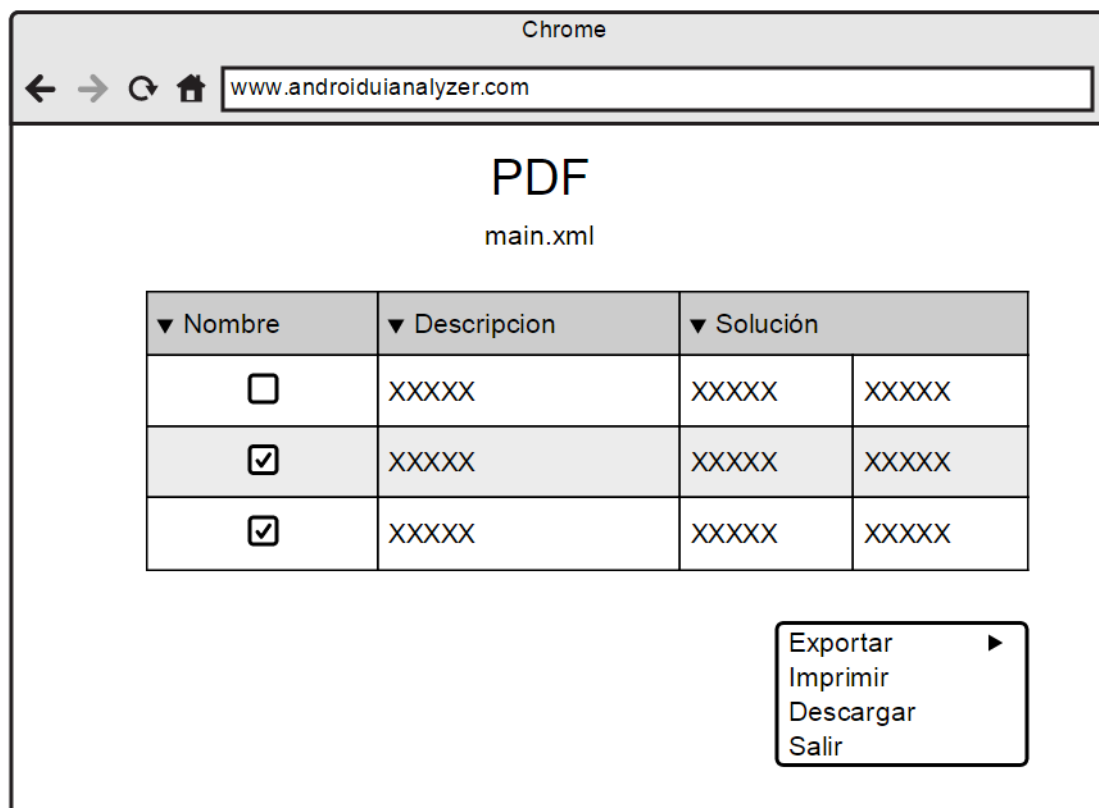 Chrome
www.androiduianalyzer.com
PDF
main.xml
Nombre Descripcion Solución
XXXXX XXXXX XXXXX
XXXXX XXXXX XXXXX
XXXXX XXXXX XXXXX
Exportar
Imprimir
Descargar
Salir